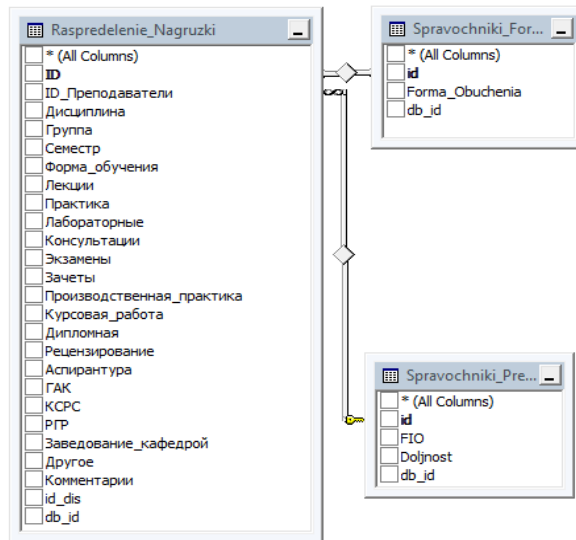 Raspredelenie_Nagruzki
* (All Columns)
ID
ID_Преподаватели
Дисциплина
Группа
Семестр
Форма_обучения
Лекции
Практика
Лабораторные
Консультации
Экзамены
Зачеты
Производственная_практика
Курсовая_работа
Дипломная
Рецензирование
Аспирантура
ГАК
КСРС
РГР
Заведование_кафедрой
Другое
Комментарии
id_dis
db_id
Spravochniki_For...
* (All Columns)
id
Forma_Obuchenia
db_id
Spravochniki_Pre...
* (All Columns)
id
FIO
Doljnost
db_id